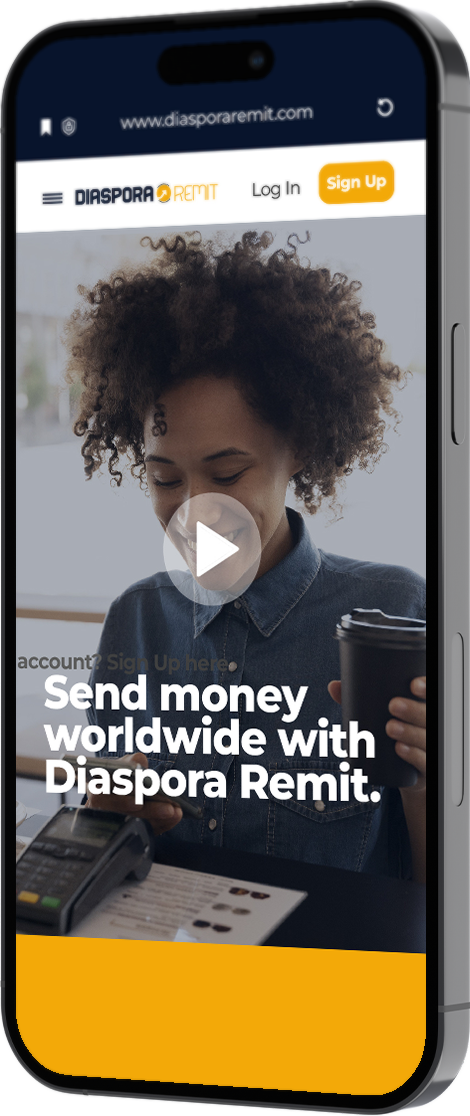 www.diasporaremit.com
DIASPORA REMIT
Log In
Sign Up
account? Sign Up here.
Send money
worldwide with
Diaspora Remit.